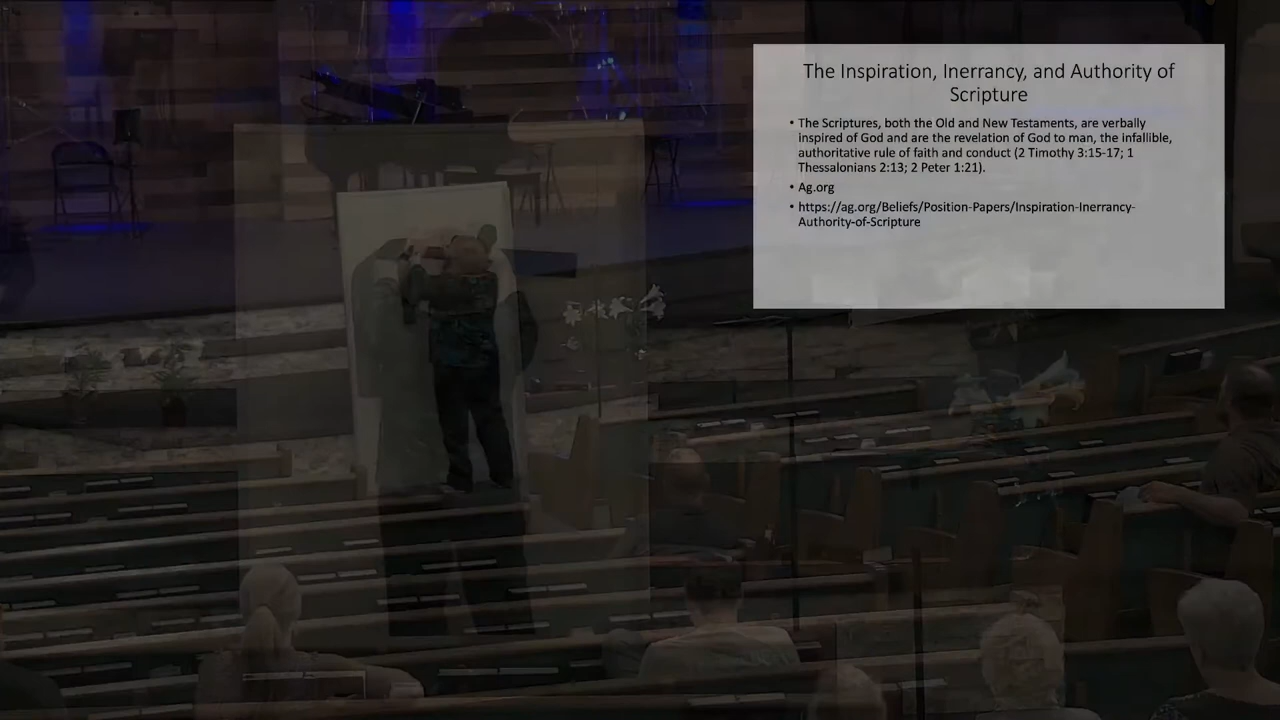 The Inspiration, Inerrancy, and Authority of
Scripture
• The Scriptures, both the Old and New Testaments, are verbally
inspired of God and are the revelation of God to man, the infallible,
authoritative rule of faith and conduct (2 Timothy 3:15-17; 1
Thessalonians 2:13; 2 Peter 1:21).
• Ag.org
• https://ag.org/Beliefs/Position-Papers/Inspiration-Inerrancy-
Authority-of-Scripture